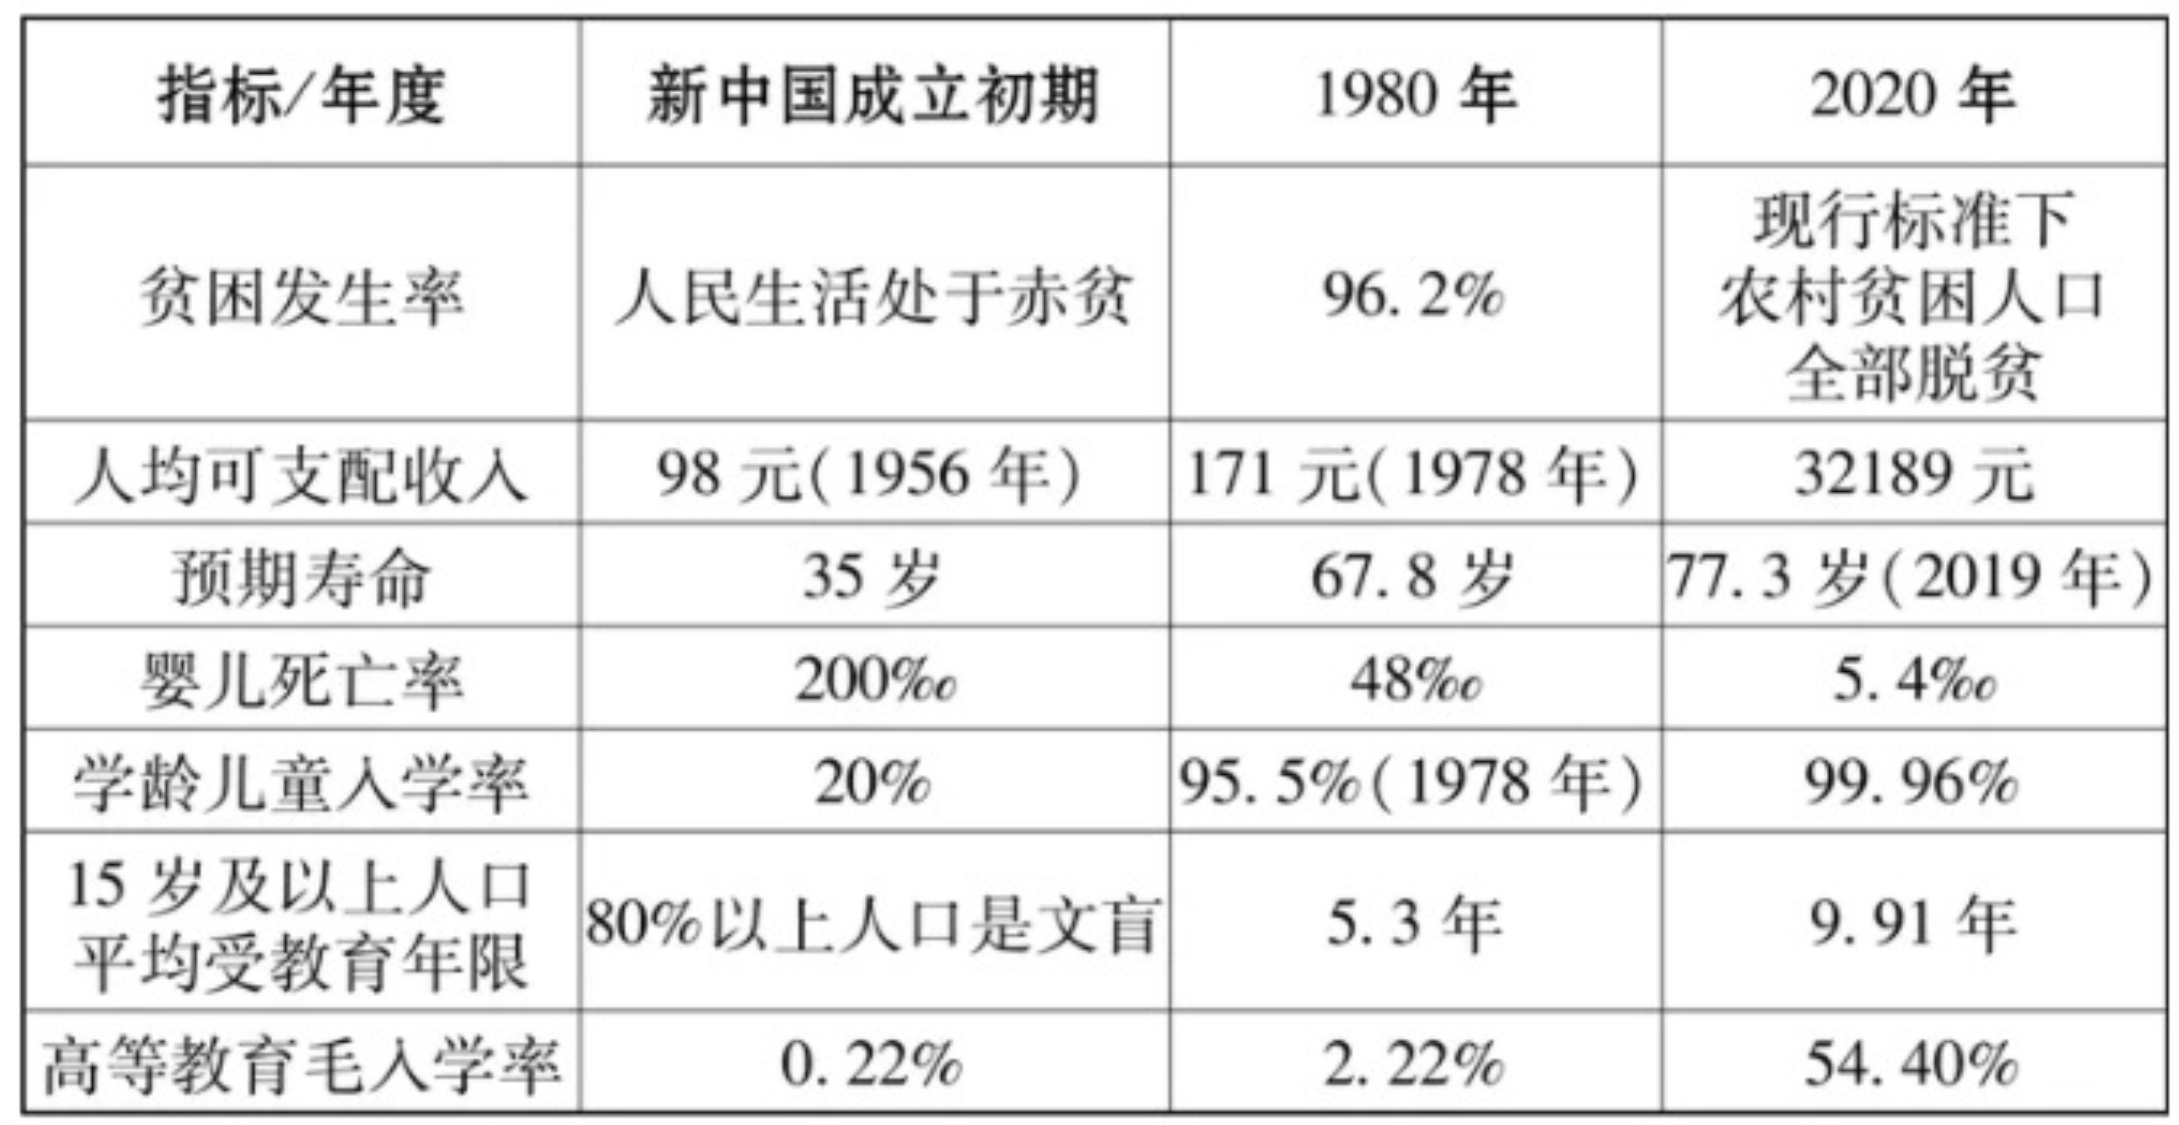 指标/年度 新中国成立初期 1980 年 2020 年
贫困发生率 人民生活处于赤贫 96. 2% 现行标准下
农村贫困人口
全部脱贫
人均可支配收入 98 元(1956 年) 171 元(1978 年) 32189 元
预期寿命 35 岁 67. 8 岁 77. 3 岁(2019 年)
婴儿死亡率 200‰ 48‰ 5. 4‰
学龄儿童入学率 20% 95. 5%(1978 年) 99. 96%
15 岁及以上人口
平均受教育年限 80%以上人口是文盲 5. 3 年 9. 91 年
高等教育毛入学率 0. 22% 2. 22% 54. 40%